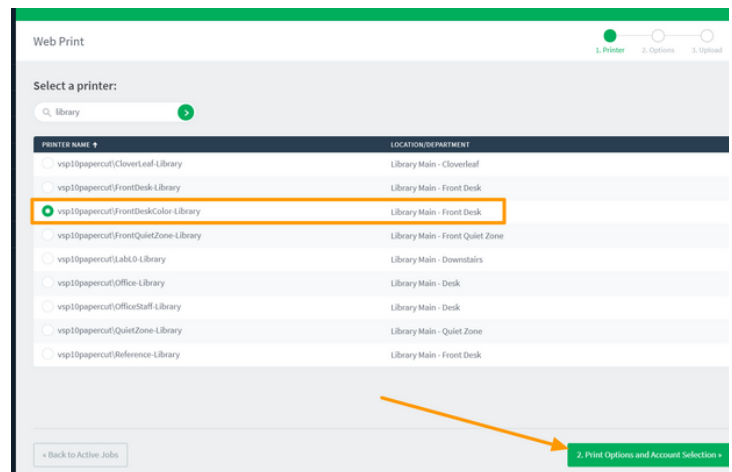 Web Print
1. Printer 2. Options 3. Upload
Select a printer:
library
PRINTER NAME LOCATION/DEPARTMENT
vsp10papercut\CloverLeaf-Library Library Main - Cloverleaf
vsp10papercut\FrontDesk-Library Library Main - Front Desk
vsp10papercut\FrontDeskColor-Library Library Main - Front Desk
vsp10papercut\FrontQuietZone-Library Library Main - Front Quiet Zone
vsp10papercut\LabL0-Library Library Main - Downstairs
vsp10papercut\Office-Library Library Main - Desk
vsp10papercut\OfficeStaff-Library Library Main - Desk
vsp10papercut\QuietZone-Library Library Main - Quiet Zone
vsp10papercut\Reference-Library Library Main - Front Desk
« Back to Active Jobs 2. Print Options and Account Selection »